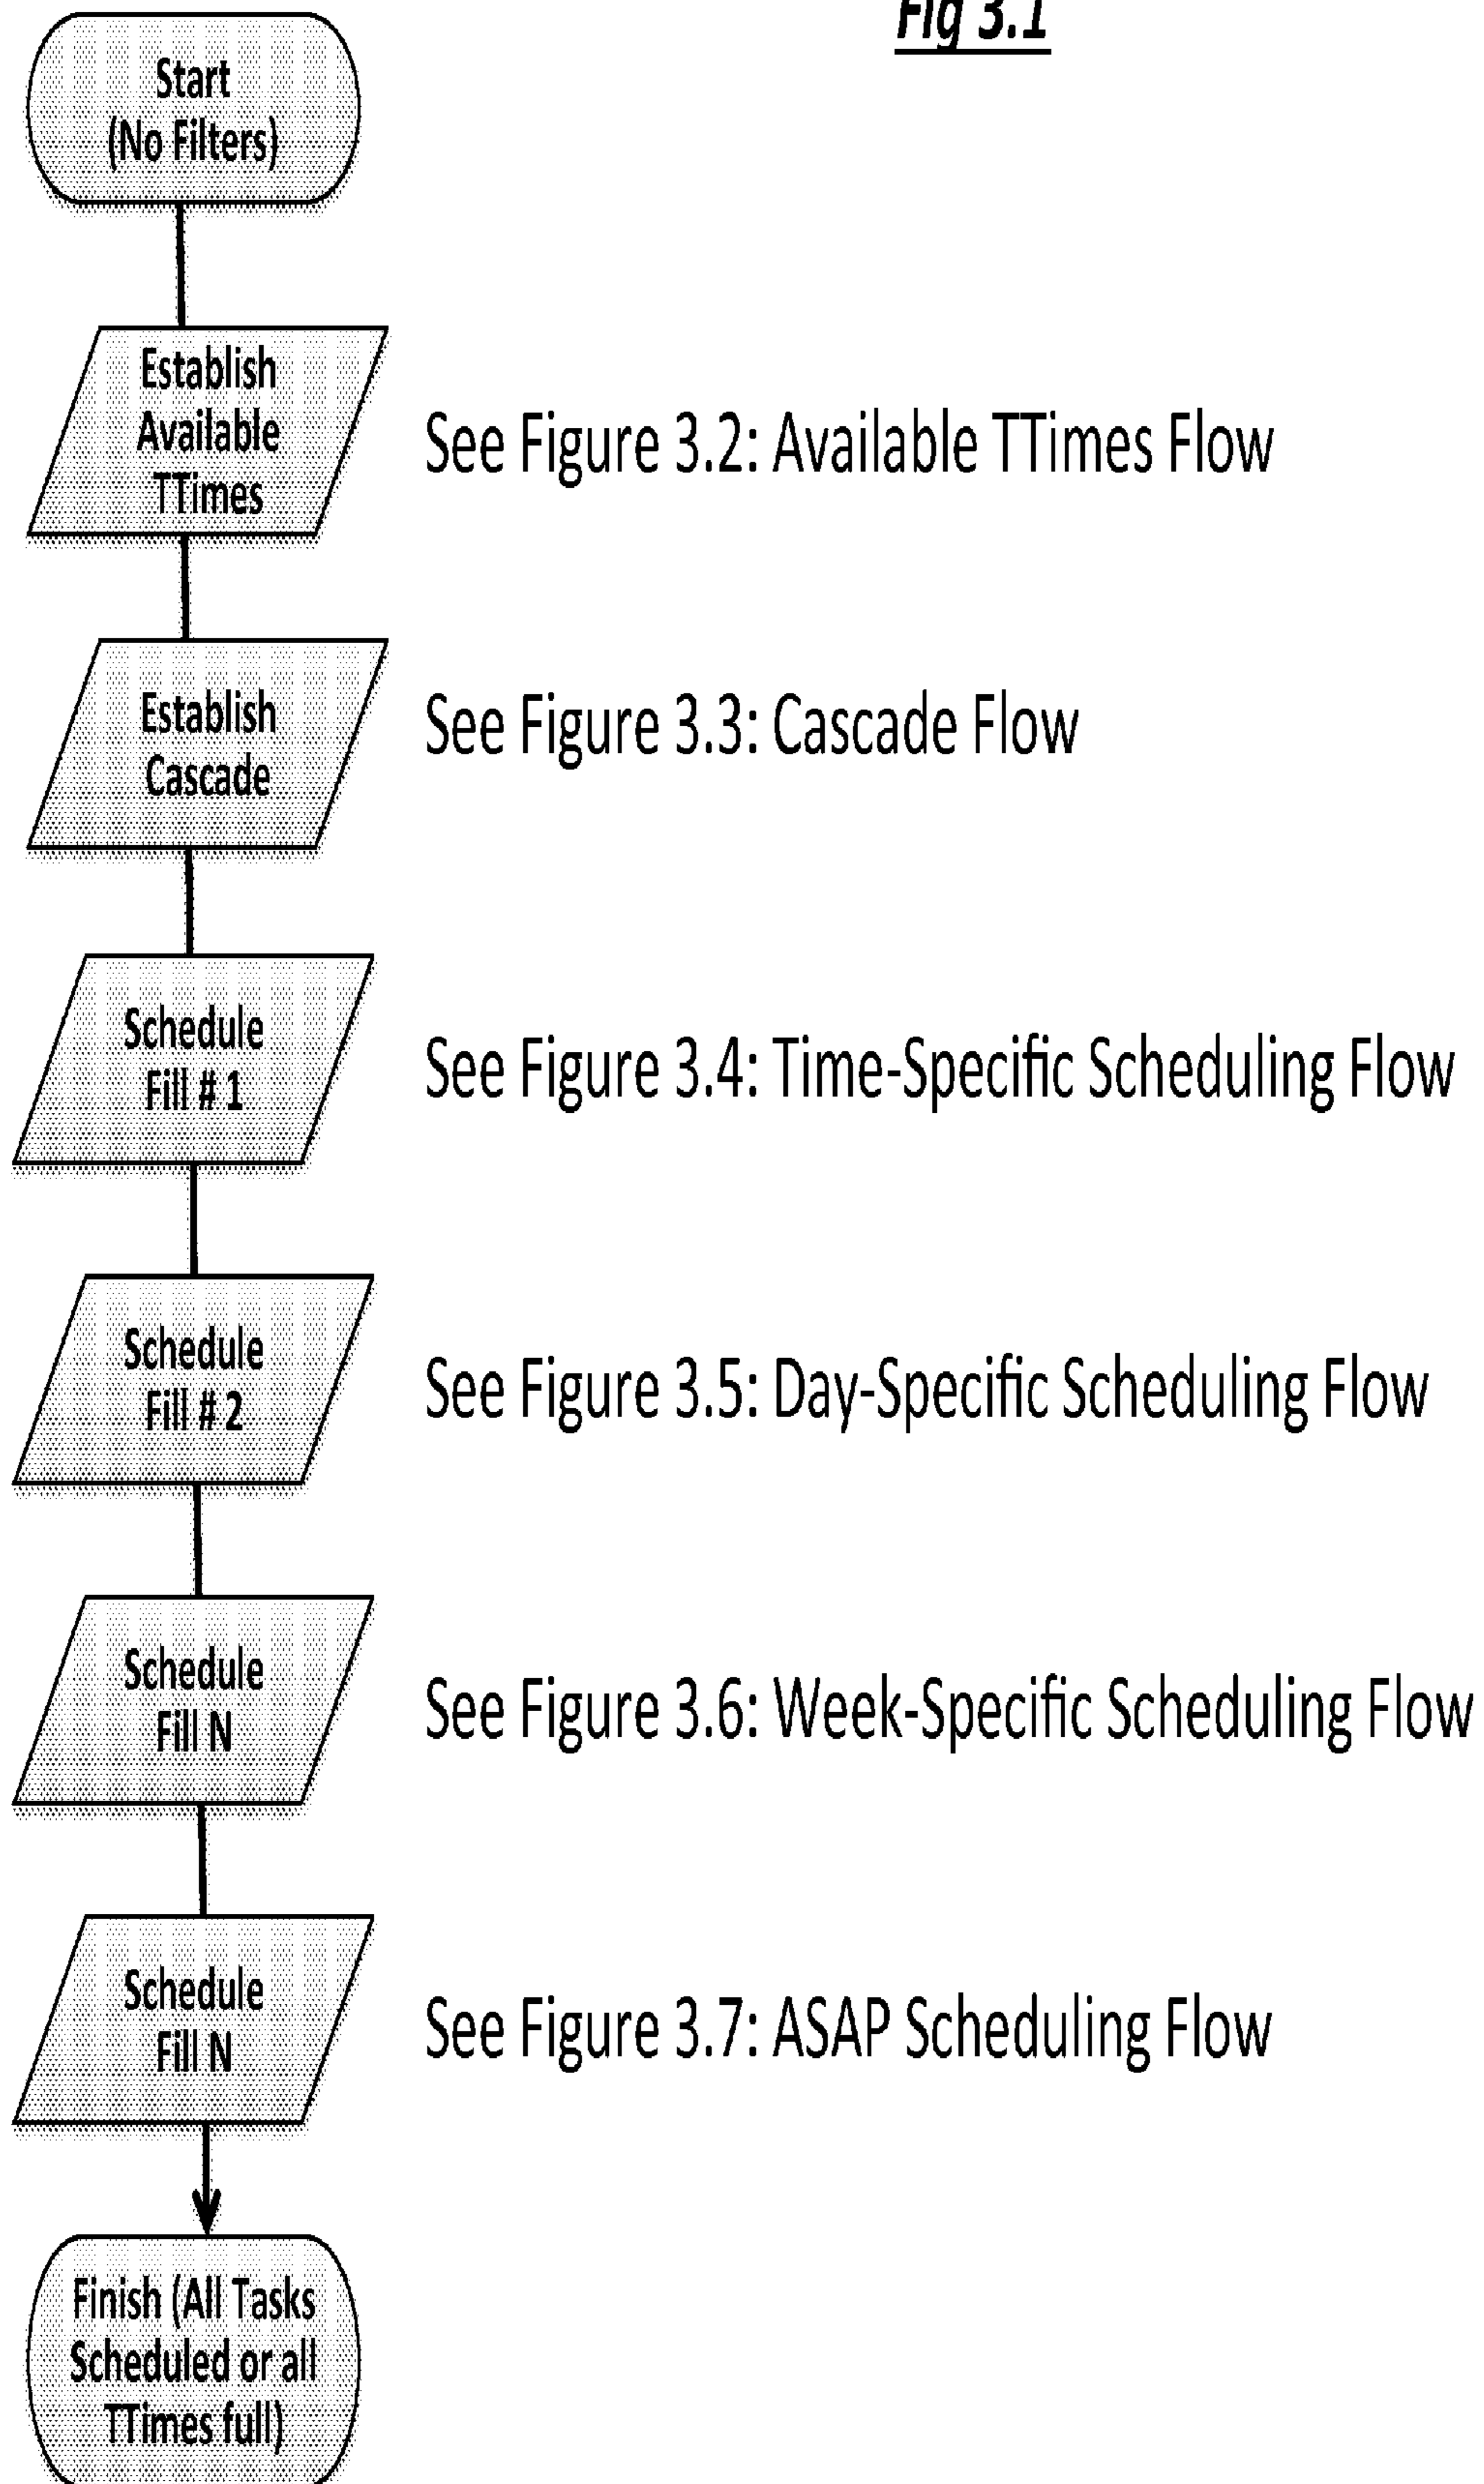 Fig 3.1
Start
(No Filters)
Establish
Available
TTimes
See Figure 3.2: Available TTimes Flow
Establish
Cascade
See Figure 3.3: Cascade Flow
Schedule
Fill # 1
See Figure 3.4: Time-Specific Scheduling Flow
Schedule
Fill # 2
See Figure 3.5: Day-Specific Scheduling Flow
Schedule
Fill N
See Figure 3.6: Week-Specific Scheduling Flow
Schedule
Fill N
See Figure 3.7: ASAP Scheduling Flow
Finish (All Tasks
Scheduled or all
TTimes full)